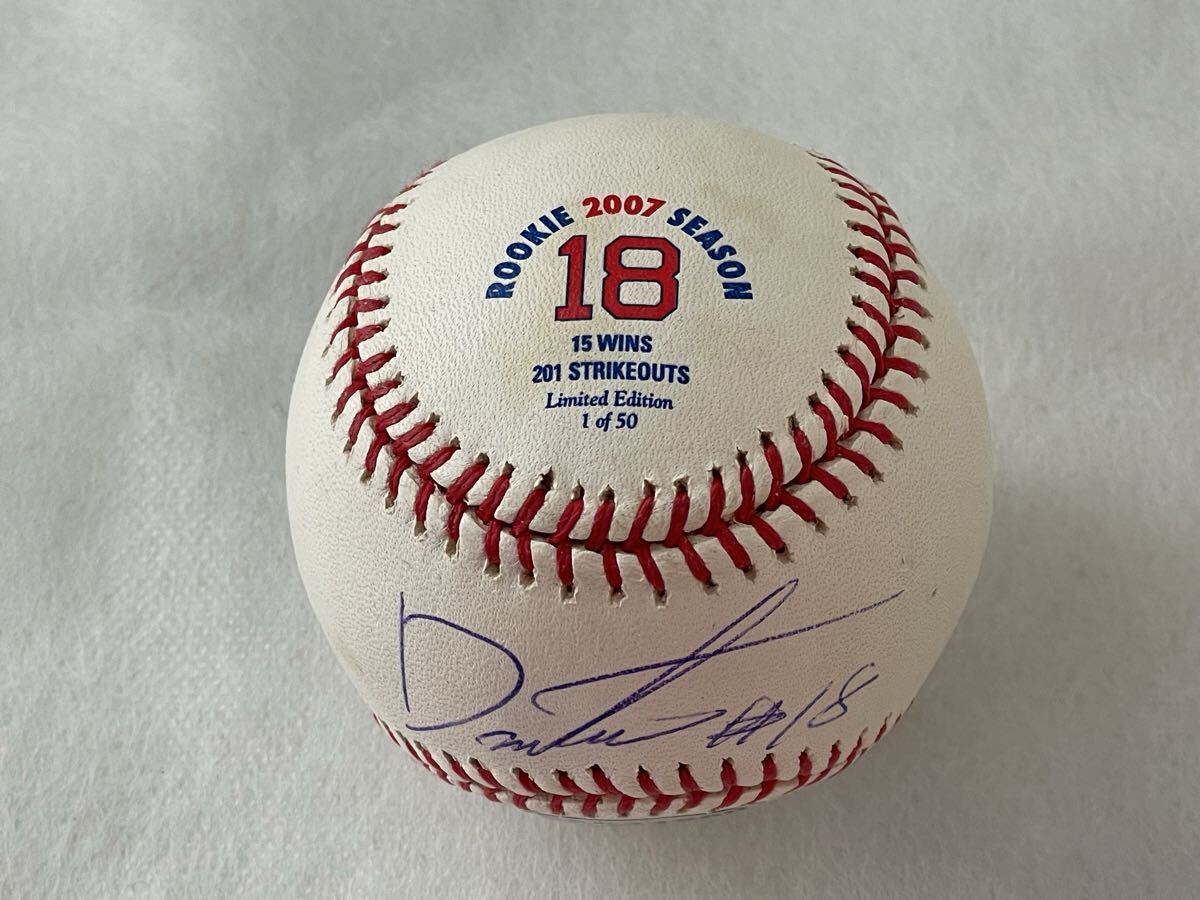 ROOKIE 2007 SEASON
18
15 WINS
201 STRIKEOUTS
Limited Edition
1 of 50
#18